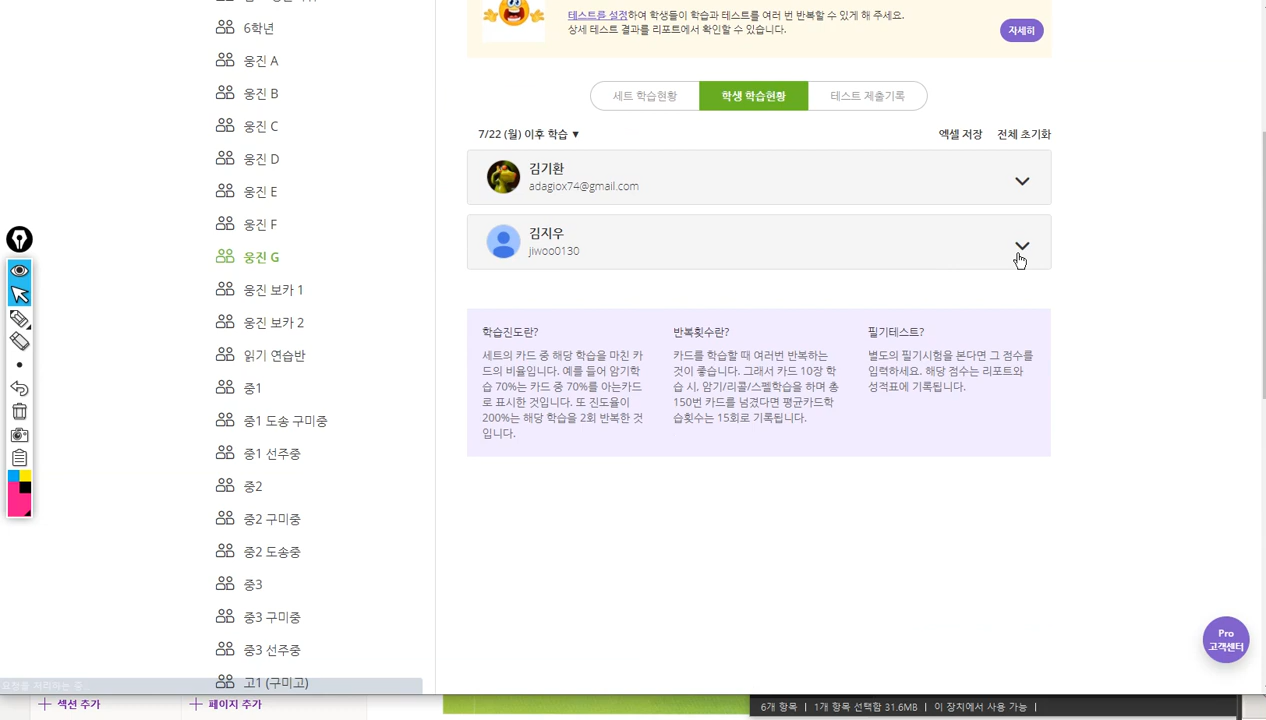 6학년
웅진 A
웅진 B
웅진 C
웅진 D
웅진 E
웅진 F
웅진 G
웅진 보카 1
웅진 보카 2
읽기 연습반
중1
중1 도송 구미중
중1 선주중
중2
중2 구미중
중2 도송중
중3
중3 구미중
중3 선주중
고1 (구미고)
테스트를 설정하여 학생들이 학습과 테스트를 여러 번 반복할 수 있게 해 주세요.
상세 테스트 결과를 리포트에서 확인할 수 있습니다.
자세히
세트 학습현황
학생 학습현황
테스트 제출기록
7/22 (월) 이후 학습 ▼
엑셀 저장
전체 초기화
김기환
adagiox74@gmail.com
김지우
jiwoo0130
학습진도란?
세트의 카드 중 해당 학습을 마친 카
드의 비율입니다. 예를 들어 암기학
습 70%는 카드 중 70%를 아는카드
로 표시한 것입니다. 또 진도율이
200%는 해당 학습을 2회 반복한 것
입니다.
반복횟수란?
카드를 학습할 때 여러번 반복하는
것이 좋습니다. 그래서 카드 10장 학
습 시, 암기/리콜/스펠학습을 하며 총
150번 카드를 넘겼다면 평균카드학
습횟수는 15회로 기록됩니다.
필기테스트?
별도의 필기시험을 본다면 그 점수를
입력하세요. 해당 점수는 리포트와
성적표에 기록됩니다.
Pro
고객센터
요청을 처리하는 중
섹션 추가
페이지 추가
6개 항목
1개 항목 선택함 31.6MB
이 장치에서 사용 가능